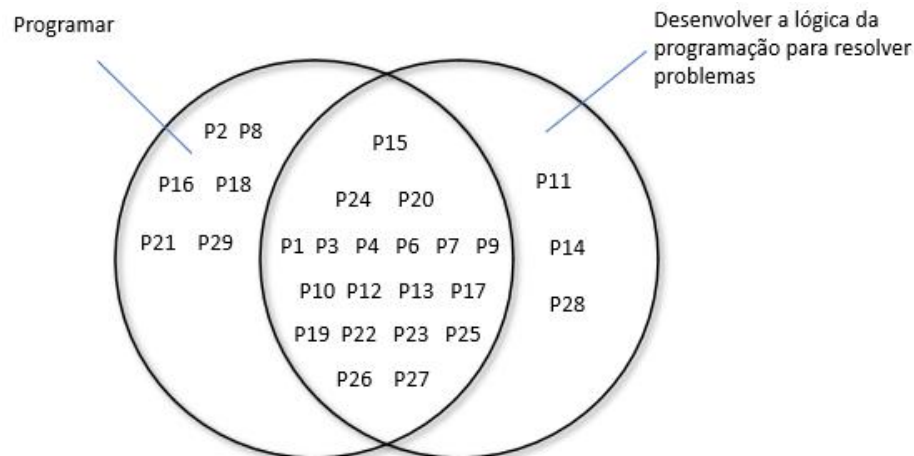 Programar
Desenvolver a lógica da
programação para resolver
problemas
P2 P8
P15
P16 P18
P11
P24 P20
P21 P29
P1 P3 P4 P6 P7 P9
P14
P10 P12 P13 P17
P28
P19 P22 P23 P25
P26 P27